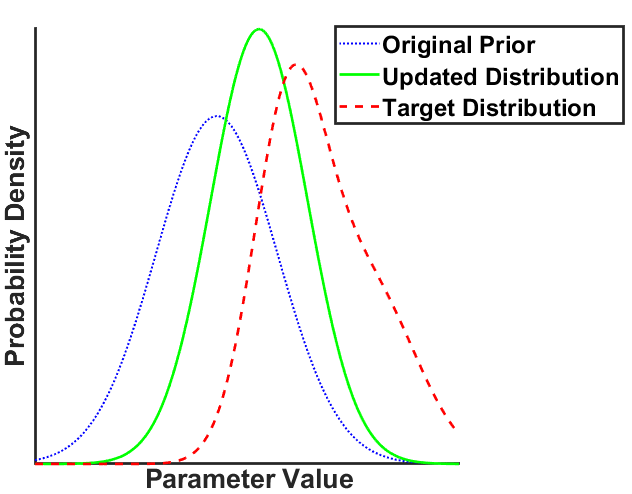 Original Prior
Updated Distribution
Target Distribution
Probability Density
Parameter Value